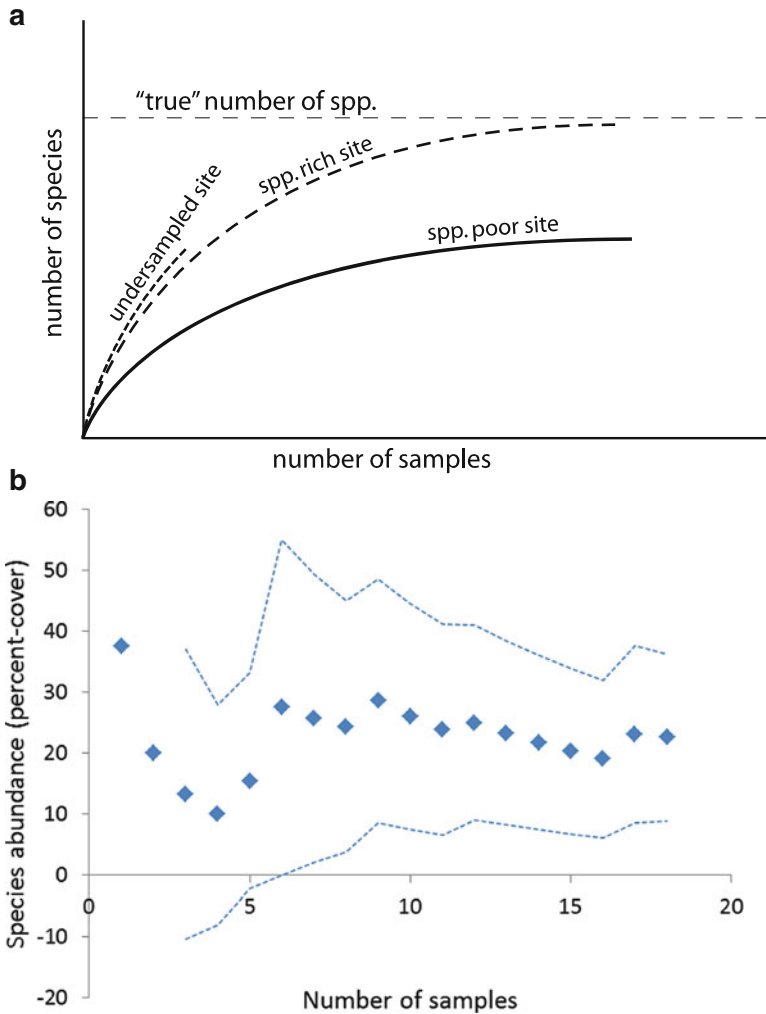 a
“true” number of spp.
number of species
undersampled site
spp. rich site
spp. poor site
number of samples
b
Species abundance (percent-cover)
60
50
40
30
20
10
0
-10
-20
0
5
10
15
20
Number of samples